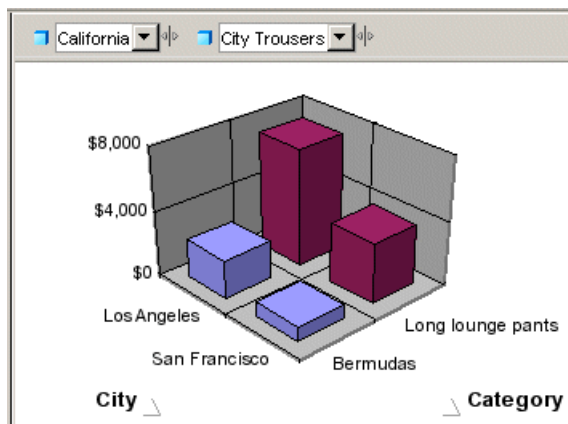 California City Trousers
$8,000
$4,000
$0
Los Angeles
San Francisco
Long lounge pants
Bermudas
City Category